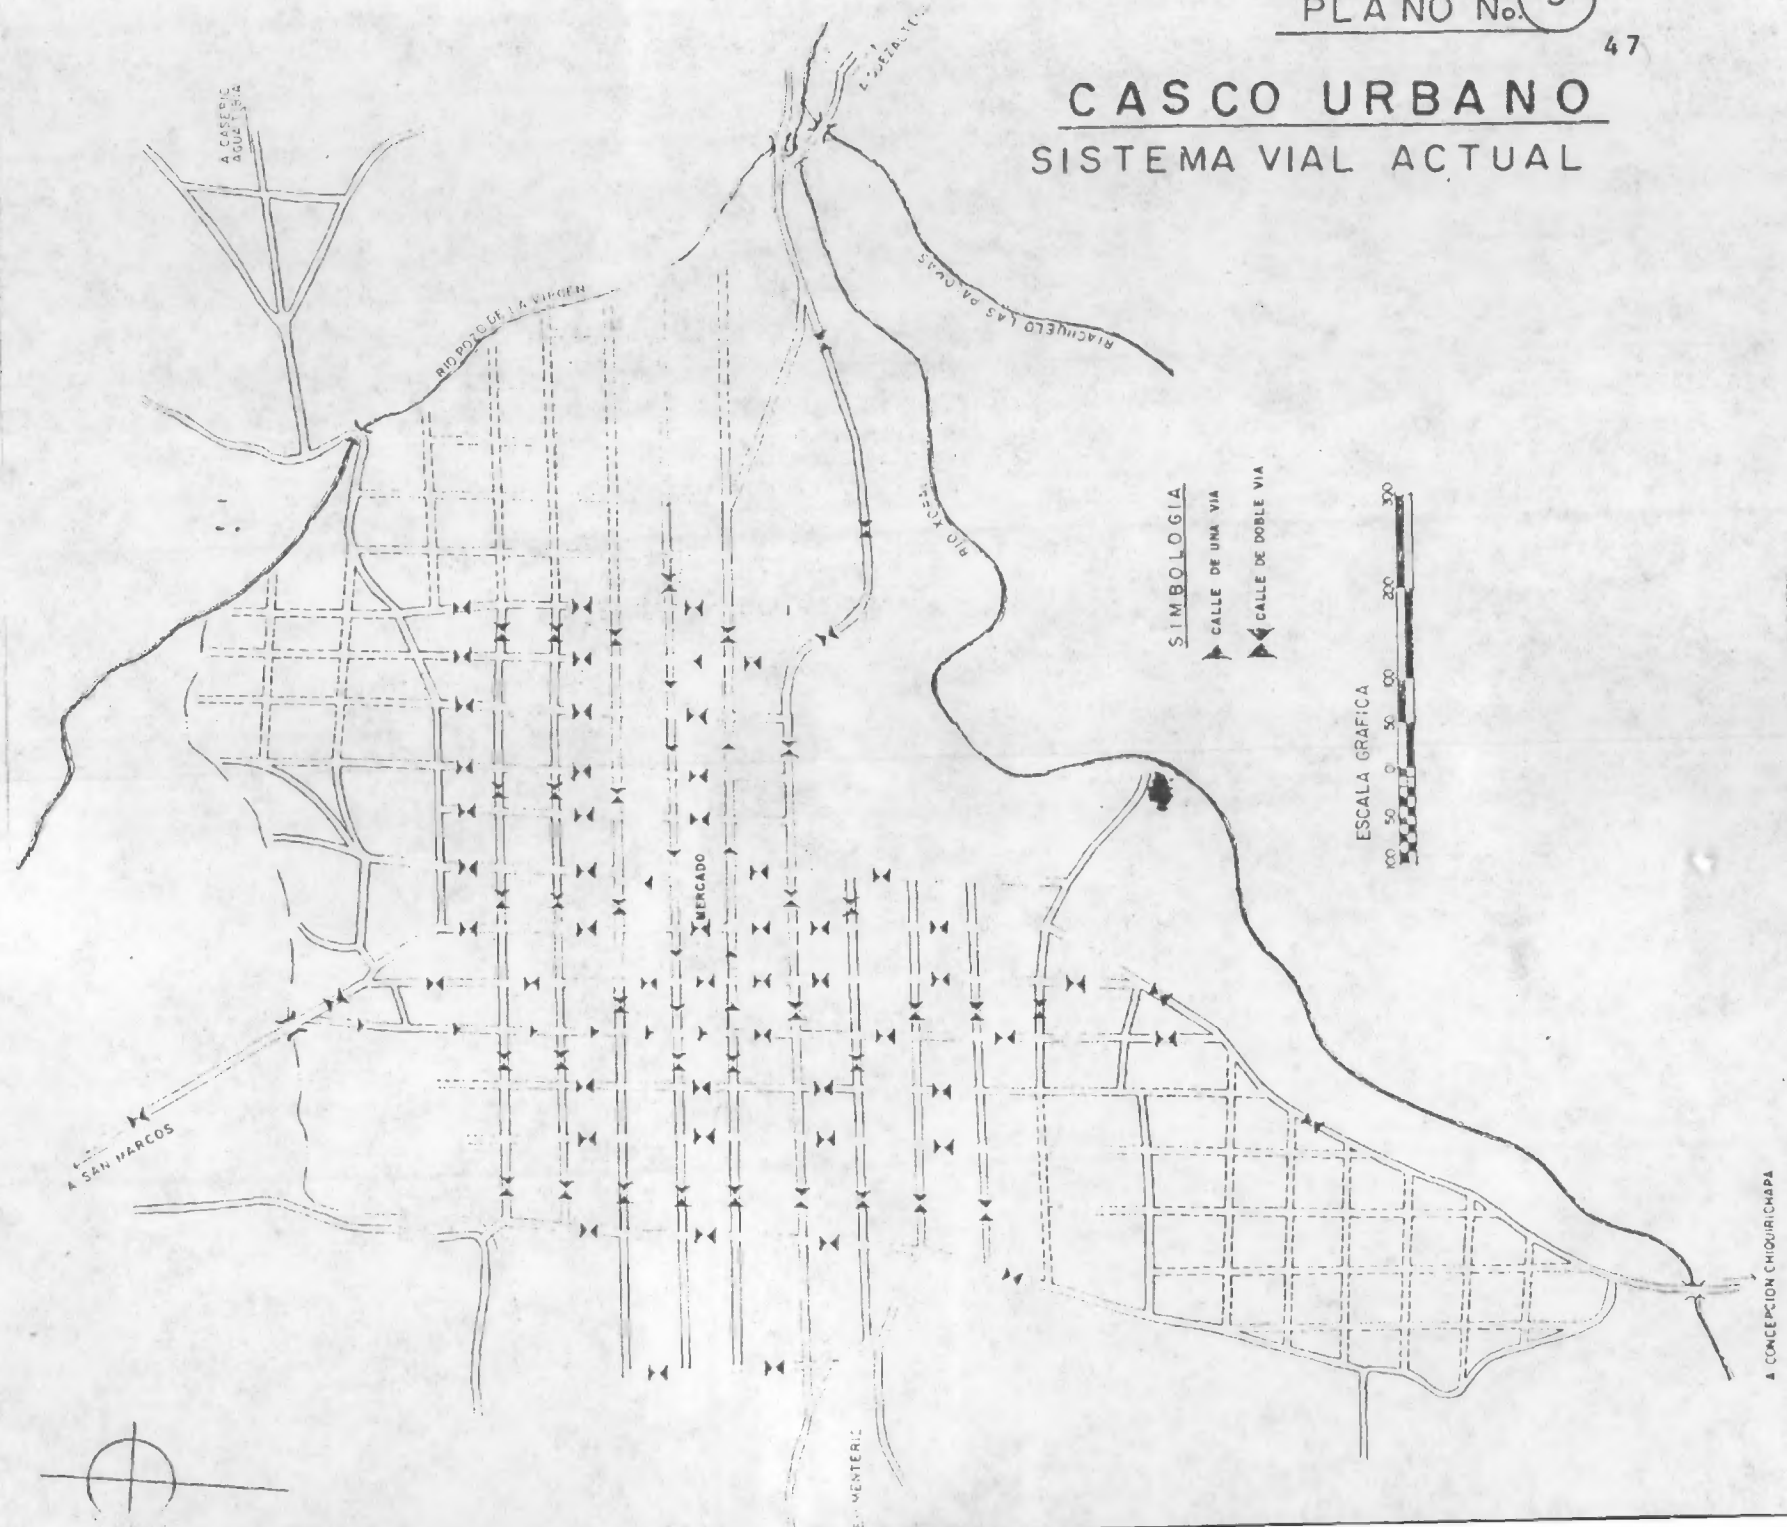 PLANO No.
47
CASCO URBANO
SISTEMA VIAL ACTUAL
AGUA TIBIA
RIO POZO DE LA VIRGEN
RIACHUELO LAS
RIO
SIMBOLOGIA
CALLE DE UNA VIA
CALLE DE DOBLE VIA
ESCALA GRAFICA
100 50 0 50 100 200 300
MERCADO
A SAN MARCOS
A CONCEPCION CHIQUIRICHAPA